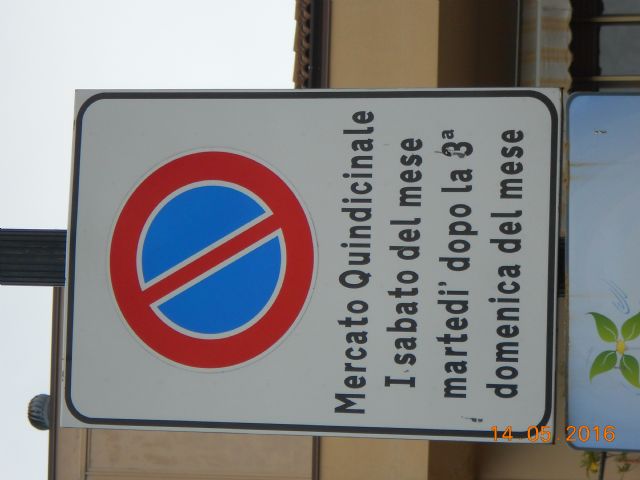 Mercato Quindicinale
I sabato del mese
martedi' dopo la 3ª
domenica del mese
14.05.2016